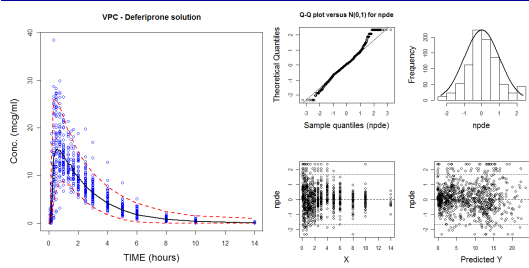 VPC - Deferiprone solution
Conc. (mcg/ml)
40
30
20
10
0
0 2 4 6 8 10 12 14
TIME (hours)
Q-Q plot versus N(0,1) for npde
Theoretical Quantiles
2
1
0
-1
-2
-3 -2 -1 0 1 2 3
Sample quantiles (npde)
Frequency
200
150
100
50
0
-2 -1 0 1 2
npde
npde
2
1
0
-1
-2
0 2 4 6 8 10 14
X
npde
2
1
0
-1
-2
0 5 10 15 20
Predicted Y